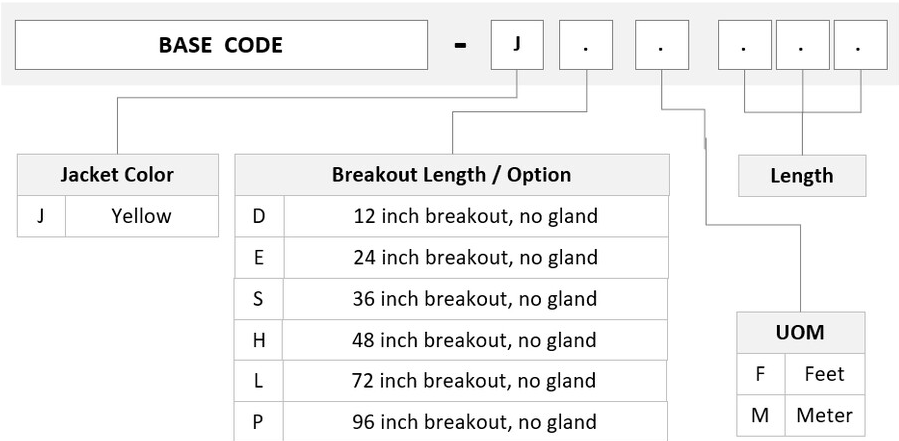 BASE CODE - J . . . . .
Jacket Color
J Yellow
Breakout Length / Option
D 12 inch breakout, no gland
E 24 inch breakout, no gland
S 36 inch breakout, no gland
H 48 inch breakout, no gland
L 72 inch breakout, no gland
P 96 inch breakout, no gland
Length
UOM
F Feet
M Meter